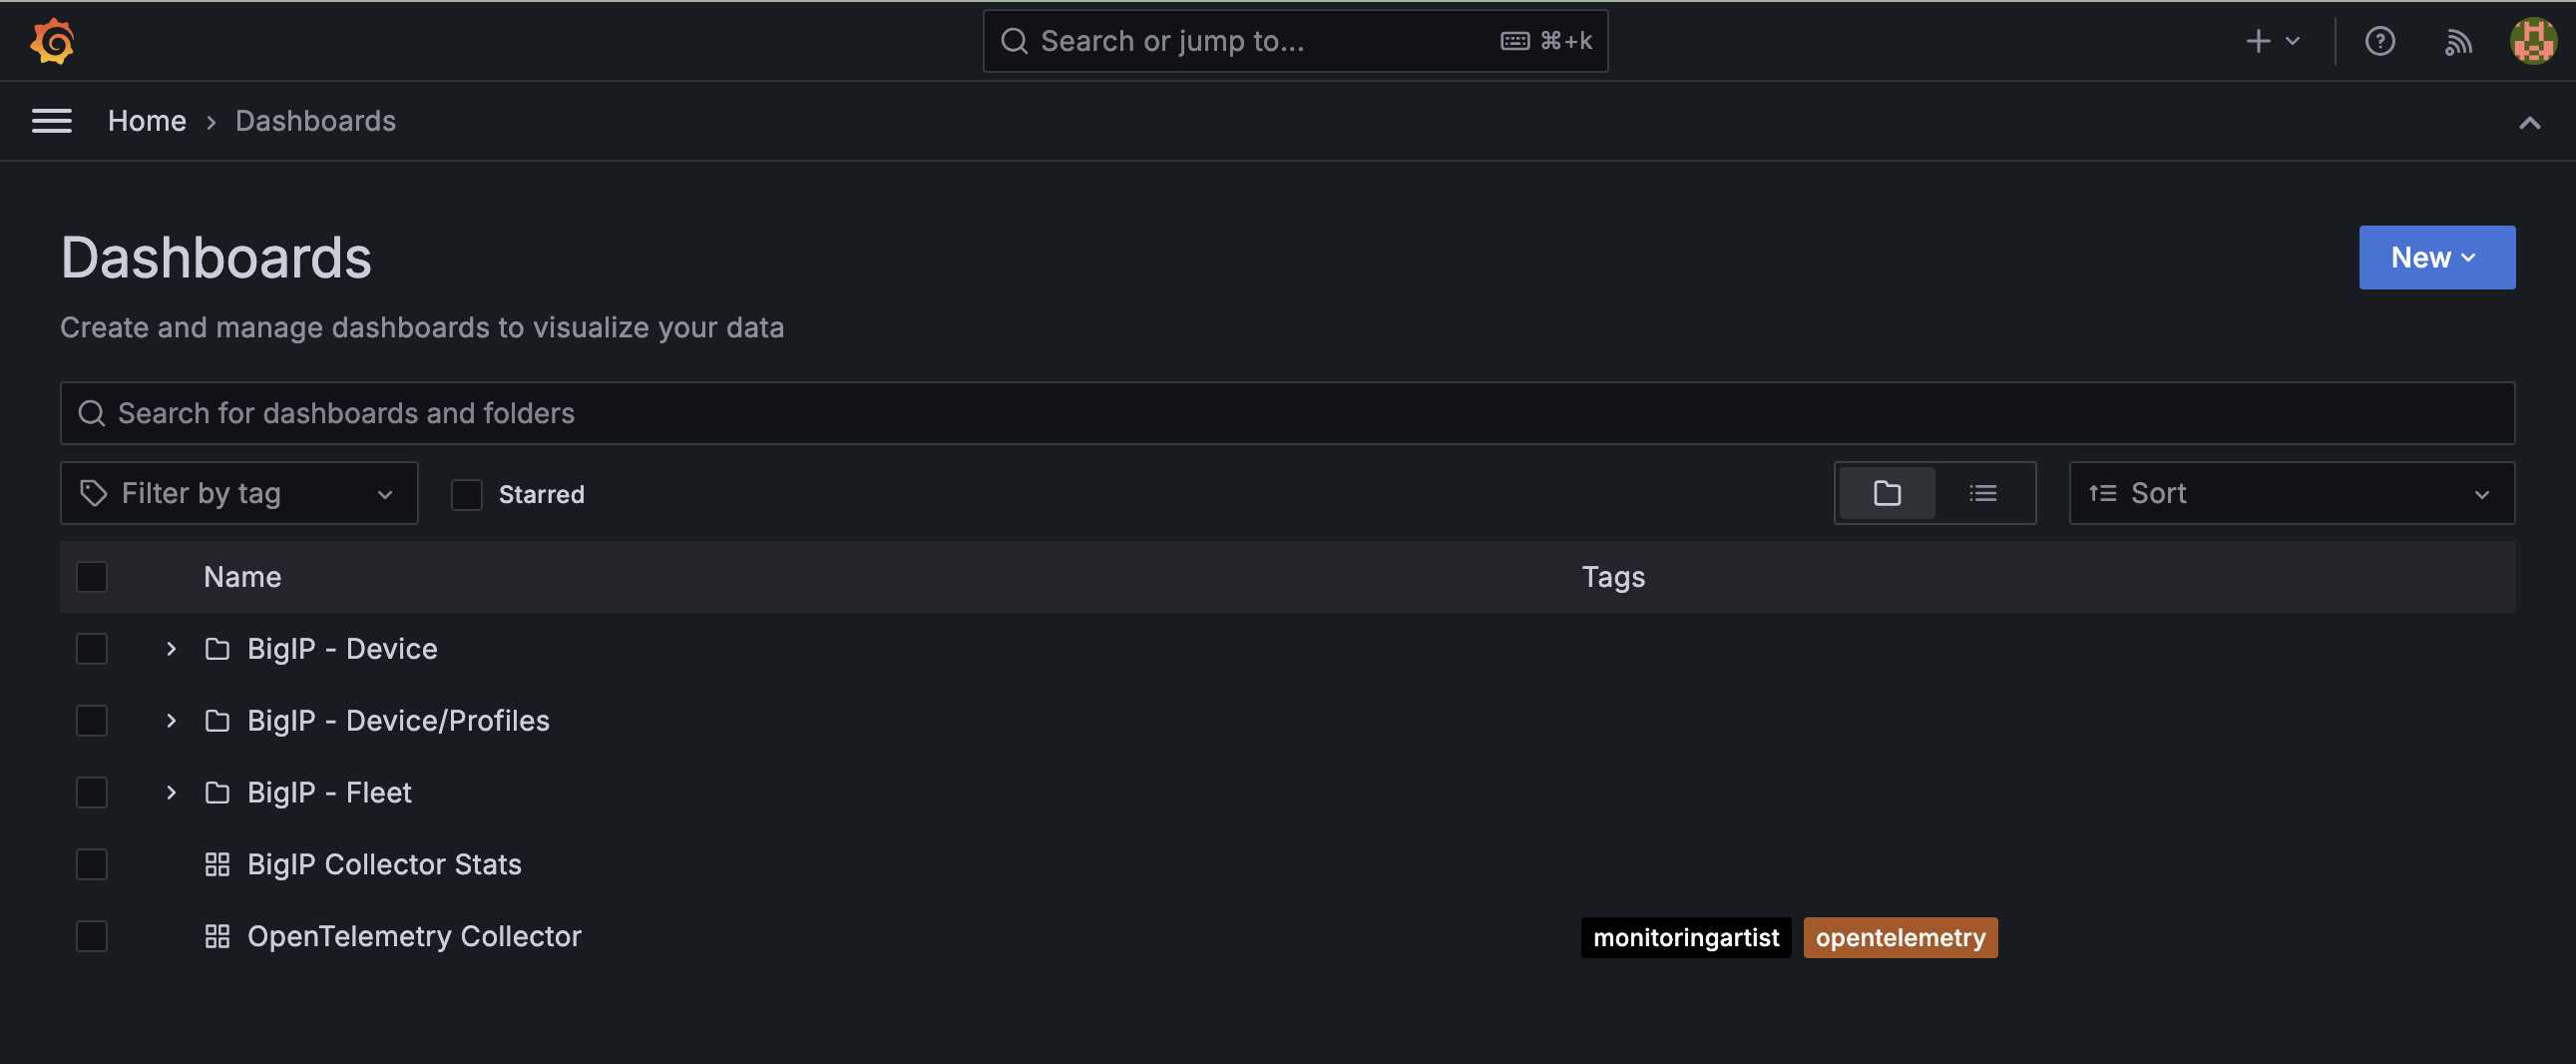 Search or jump to... ⌘+k
Home › Dashboards
Dashboards
New
Create and manage dashboards to visualize your data
Search for dashboards and folders
Filter by tag Starred Sort
Name Tags
BigIP - Device
BigIP - Device/Profiles
BigIP - Fleet
BigIP Collector Stats
OpenTelemetry Collector monitoringartist opentelemetry